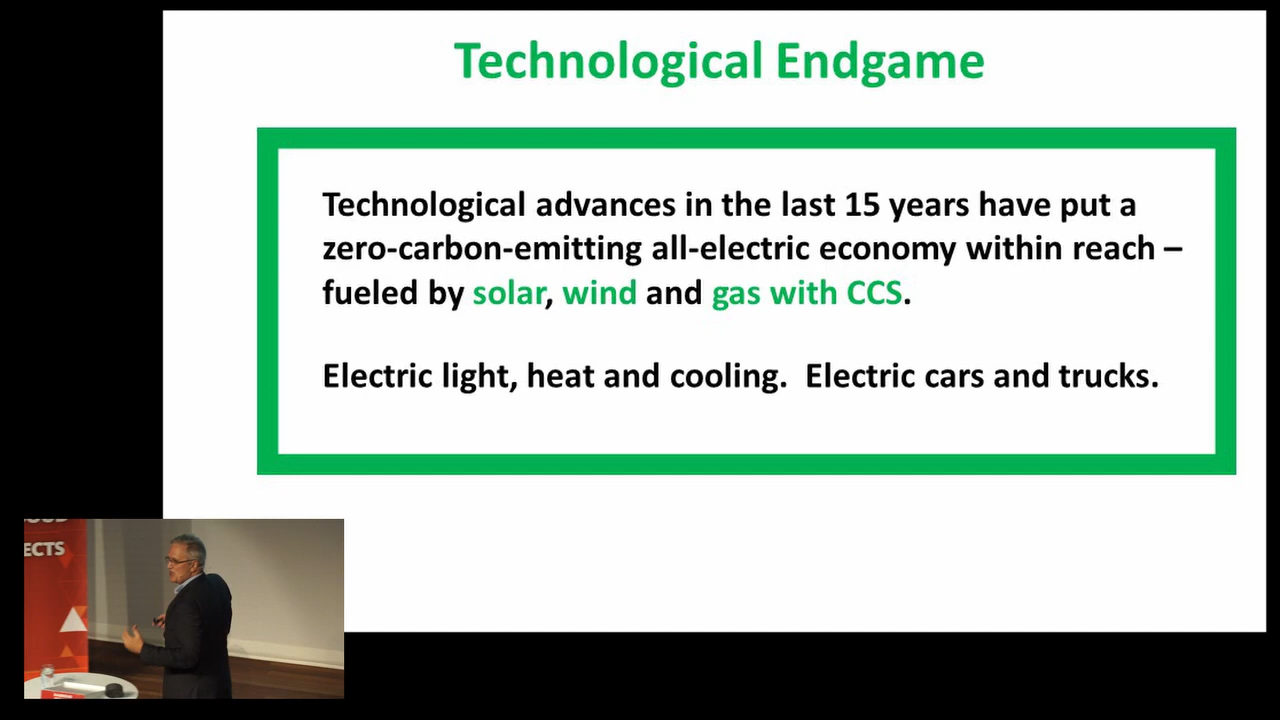 Technological Endgame
Technological advances in the last 15 years have put a
zero-carbon-emitting all-electric economy within reach –
fueled by solar, wind and gas with CCS.
Electric light, heat and cooling.  Electric cars and trucks.